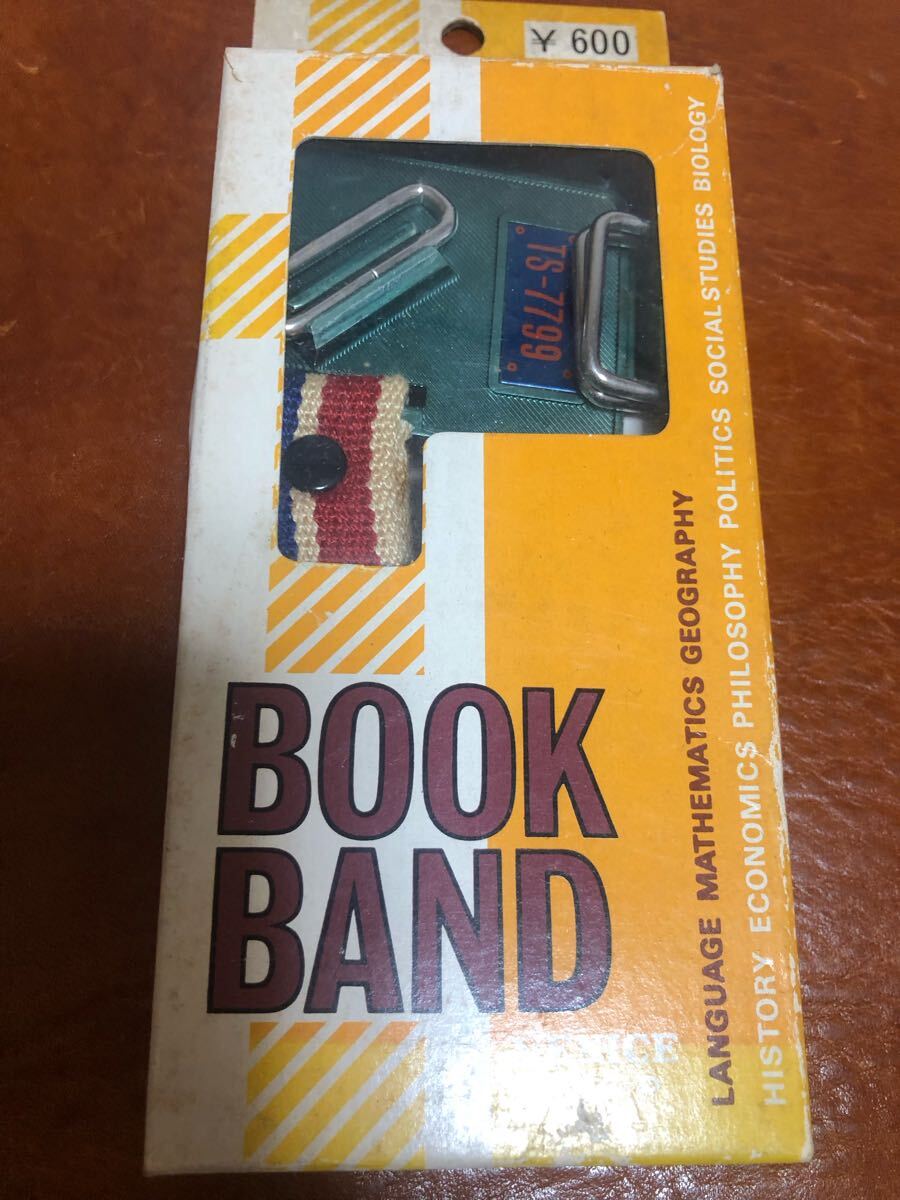 ¥ 600
TS-7799
BOOK
BAND
LANGUAGE MATHEMATICS GEOGRAPHY
HISTORY ECONOMICS PHILOSOPHY POLITICS SOCIAL STUDIES BIOLOGY